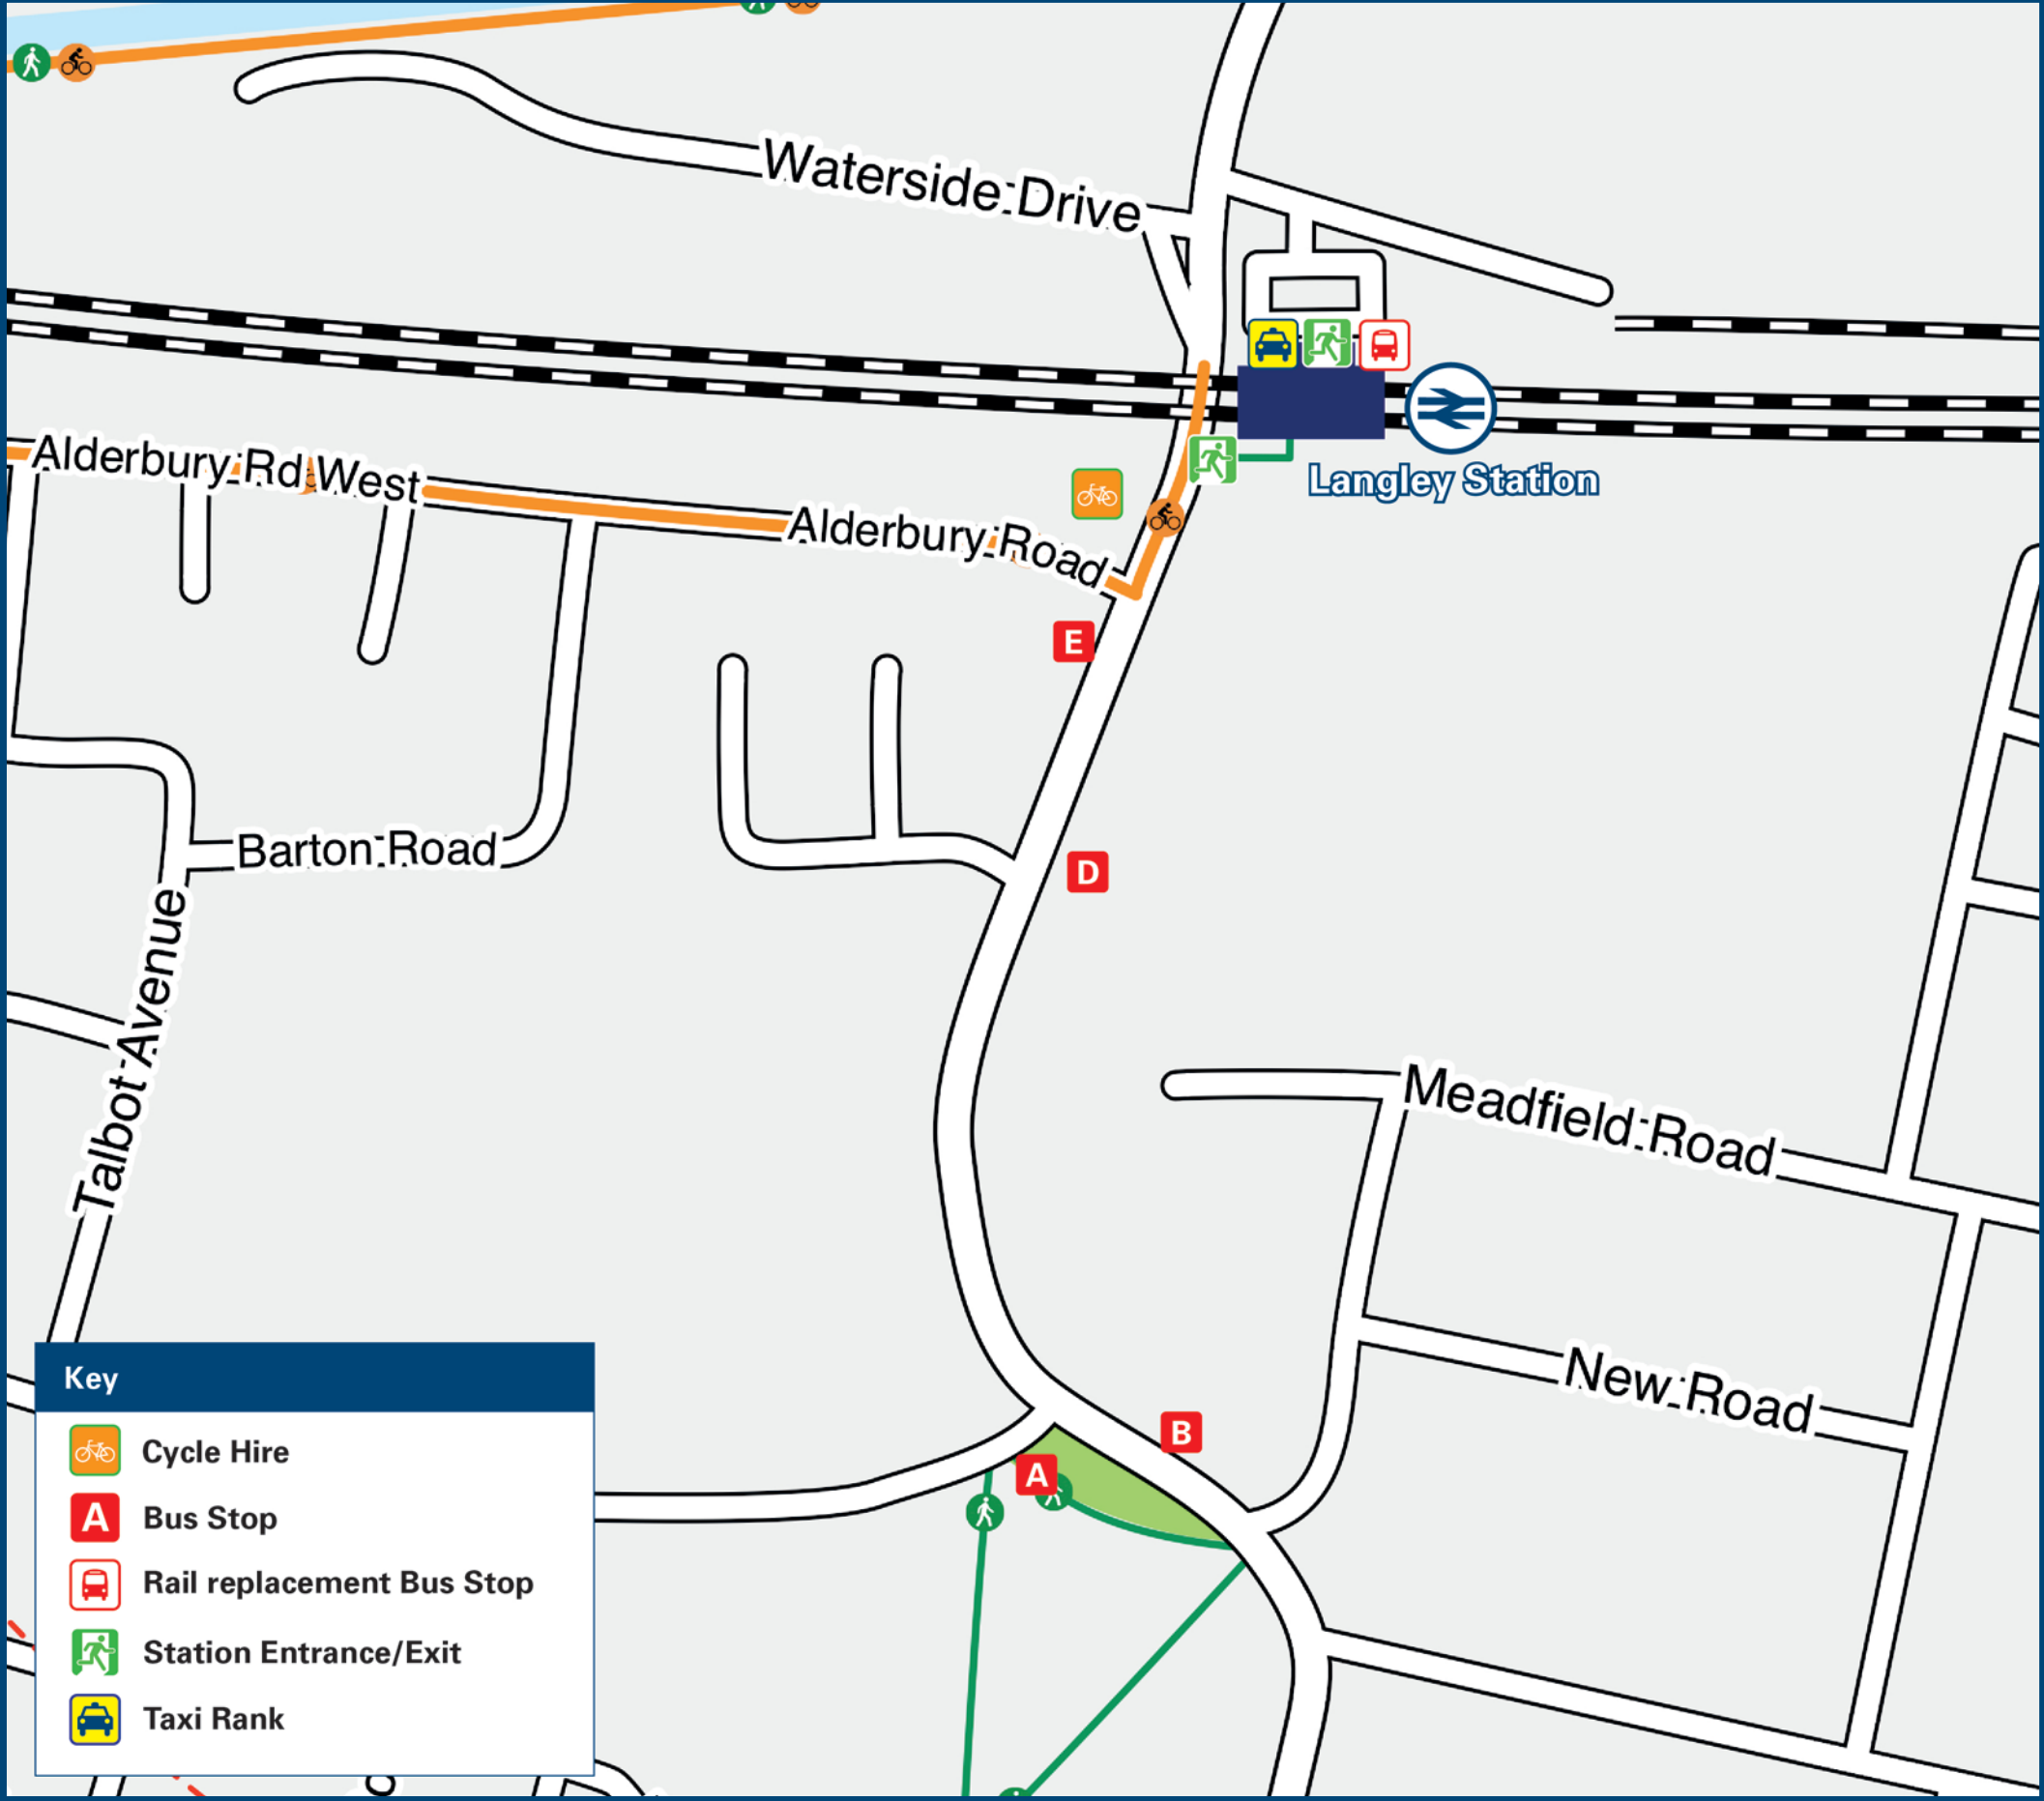 Waterside Drive
Langley Station
Alderbury Rd West
Alderbury Road
E
Barton Road
D
Talbot Avenue
Meadfield Road
New Road
B
A
Key
Cycle Hire
A Bus Stop
Rail replacement Bus Stop
Station Entrance/Exit
Taxi Rank